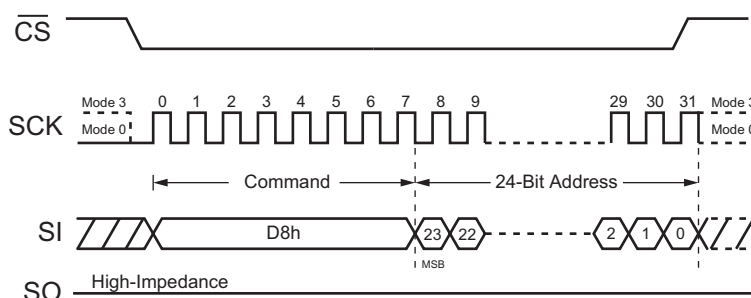 CS
0 1 2 3 4 5 6 7 8 9 29 30 31
Mode 3 Mode 3
SCK
Mode 0 Mode 0
Command 24-Bit Address
SI D8h 23 22 2 1 0
MSB
High-Impedance
SO